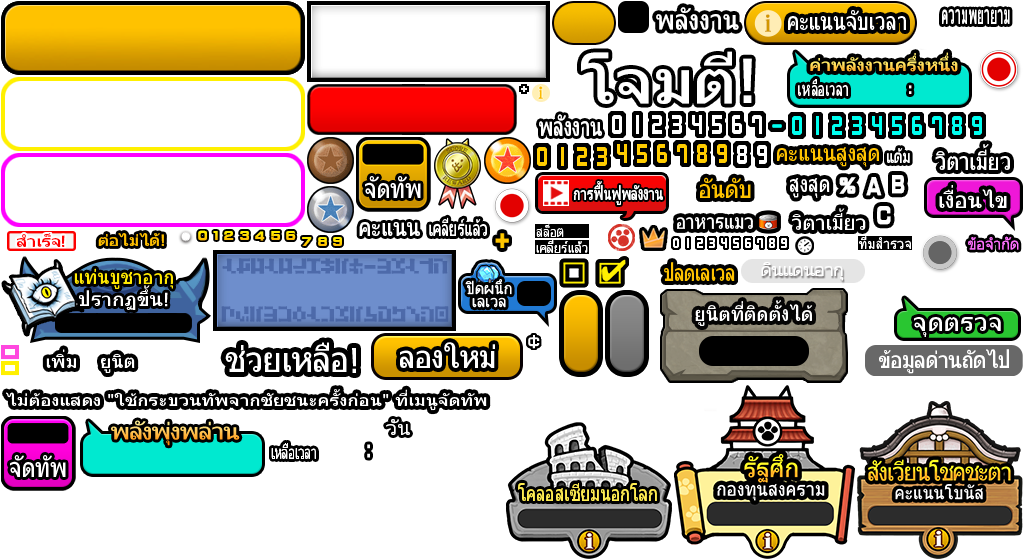 พลังงาน
คะแนนจับเวลา
ความพยายาม
โจมตี!
ค่าพลังงานครึ่งหนึ่ง
เหลือเวลา :
พลังงาน 01234567-0123456789
012345678989
คะแนนสูงสุด แต้ม
วิตาเมี้ยว
จัดทัพ
การฟื้นฟูพลังงาน
อันดับ
สูงสุด % A B
เงื่อนไข
คะแนน
เคลียร์แล้ว
อาหารแมว
วิตาเมี้ยว C
สำเร็จ!
ต่อไม่ได้!
0123456
789
สล็อต
เคลียร์แล้ว
0123456789
ทีมสำรวจ
ข้อจำกัด
แท่นบูชาอากุ
ปรากฏขึ้น!
ปิดผนึก
เลเวล
ปลดเลเวล
ดินแดนอากุ
ยูนิตที่ติดตั้งได้
จุดตรวจ
เพิ่ม
ยูนิต
ช่วยเหลือ!
ลองใหม่
ข้อมูลด่านถัดไป
ไม่ต้องแสดง "ใช้กระบวนทัพจากชัยชนะครั้งก่อน" ที่เมนูจัดทัพ
จัดทัพ
พลังพุ่งพล่าน
เหลือเวลา :
วัน
โคลอสเซียมนอกโลก
รัฐศึก
กองทุนสงคราม
สังเวียนโชคชะตา
คะแนนโบนัส